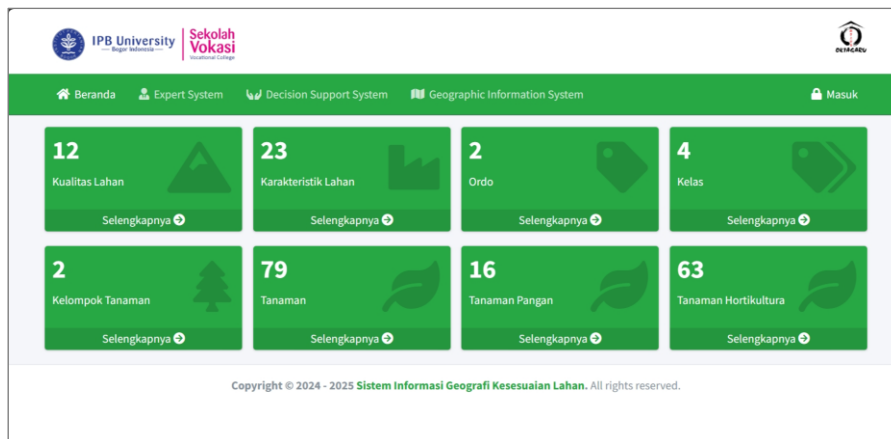 IPB University
Bogor Indonesia
Sekolah
Vokasi
Vocational College
Beranda
Expert System
Decision Support System
Geographic Information System
Masuk
12
Kualitas Lahan
Selengkapnya
23
Karakteristik Lahan
Selengkapnya
2
Ordo
Selengkapnya
4
Kelas
Selengkapnya
2
Kelompok Tanaman
Selengkapnya
79
Tanaman
Selengkapnya
16
Tanaman Pangan
Selengkapnya
63
Tanaman Hortikultura
Selengkapnya
Copyright © 2024 - 2025 Sistem Informasi Geografi Kesesuaian Lahan. All rights reserved.